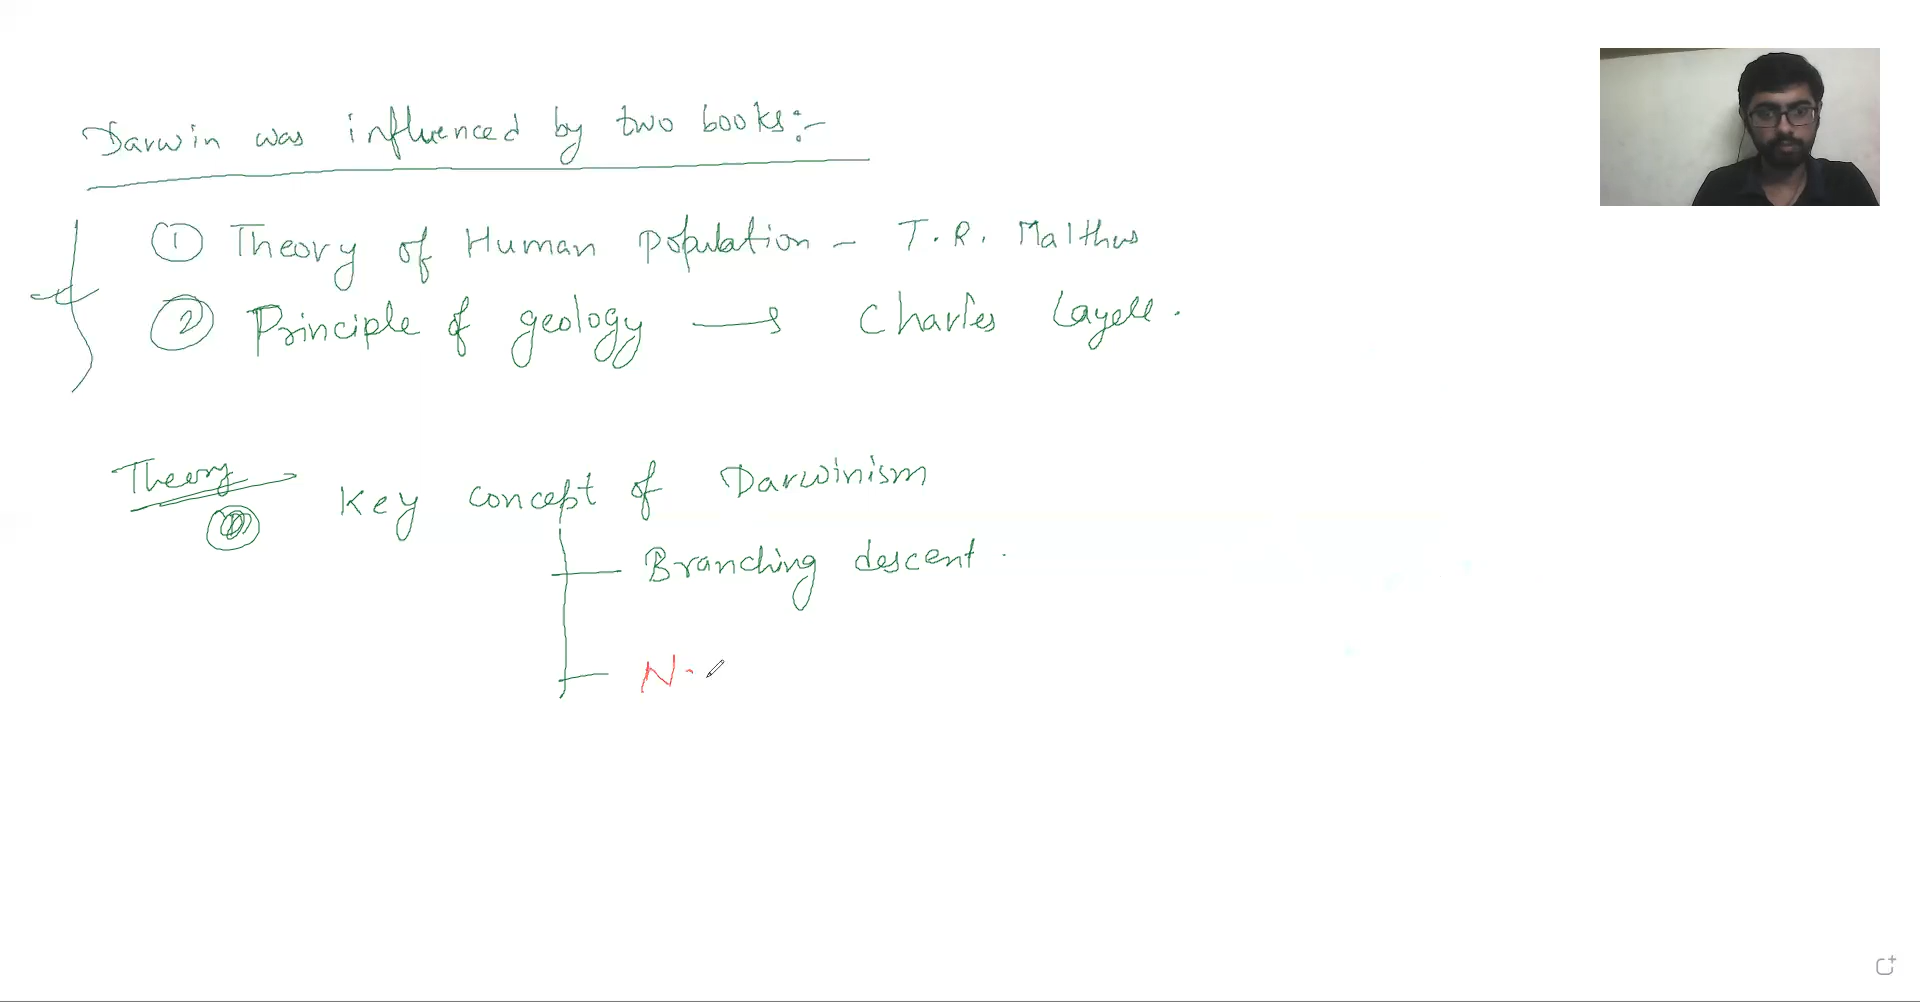 Darwin was influenced by two books:-
① Theory of Human Population - T.R. Malthus
② Principle of geology → Charles Layell.
Theory
Key concept of Darwinism
Branching descent.
N.